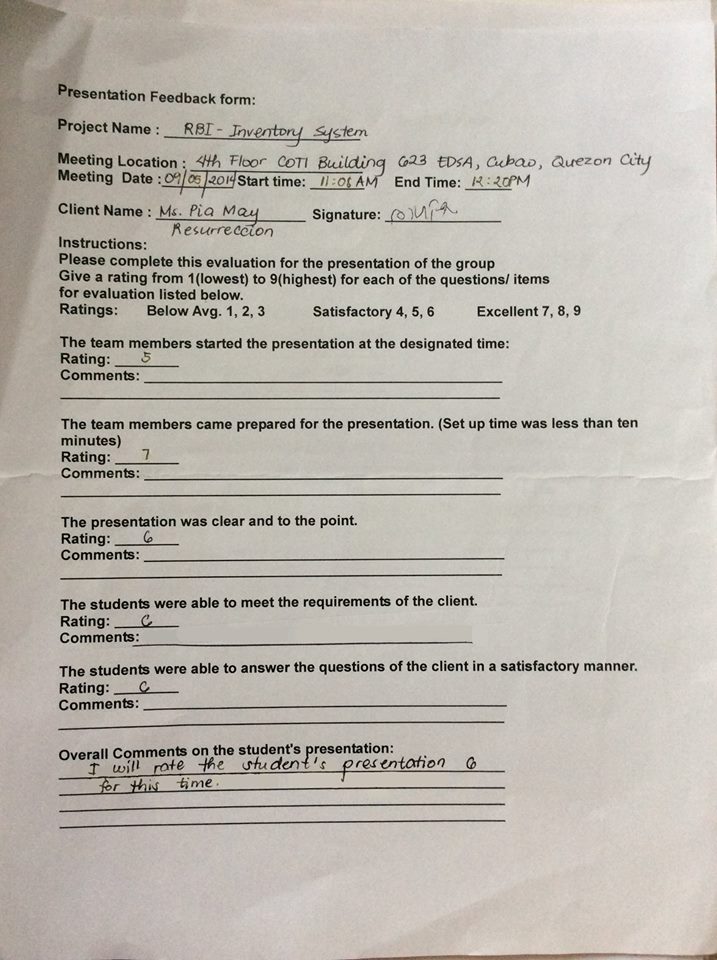 Presentation Feedback form:
Project Name : RBI - Inventory System
Meeting Location : 4th Floor COTI Building 623 EDSA, Cubao, Quezon City
Meeting Date : 09/05/2014 Start time: 11:08 AM End Time: 12:20PM
Client Name : Ms. Pia May Signature:
Resurreccion
Instructions:
Please complete this evaluation for the presentation of the group
Give a rating from 1(lowest) to 9(highest) for each of the questions/ items
for evaluation listed below.
Ratings: Below Avg. 1, 2, 3 Satisfactory 4, 5, 6 Excellent 7, 8, 9
The team members started the presentation at the designated time:
Rating: 5
Comments:
The team members came prepared for the presentation. (Set up time was less than ten
minutes)
Rating: 7
Comments:
The presentation was clear and to the point.
Rating: 6
Comments:
The students were able to meet the requirements of the client.
Rating: 6
Comments:
The students were able to answer the questions of the client in a satisfactory manner.
Rating: 6
Comments:
Overall Comments on the student's presentation:
I will rate the student's presentation 6
for this time.